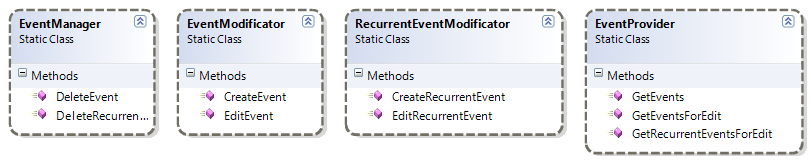 EventManager
Static Class
Methods
DeleteEvent
DeleteRecurren...
EventModificator
Static Class
Methods
CreateEvent
EditEvent
RecurrentEventModificator
Static Class
Methods
CreateRecurrentEvent
EditRecurrentEvent
EventProvider
Static Class
Methods
GetEvents
GetEventsForEdit
GetRecurrentEventsForEdit